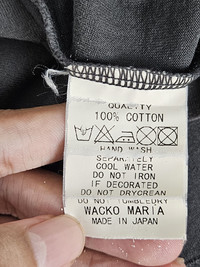 QUALITY
100% COTTON
HAND WASH
SEPARATELY
COOL WATER
DO NOT IRON
IF DECORATED
DO NOT DRYCREAN
DO NOT TUMBLEDRY
WACKO MARIA
MADE IN JAPAN